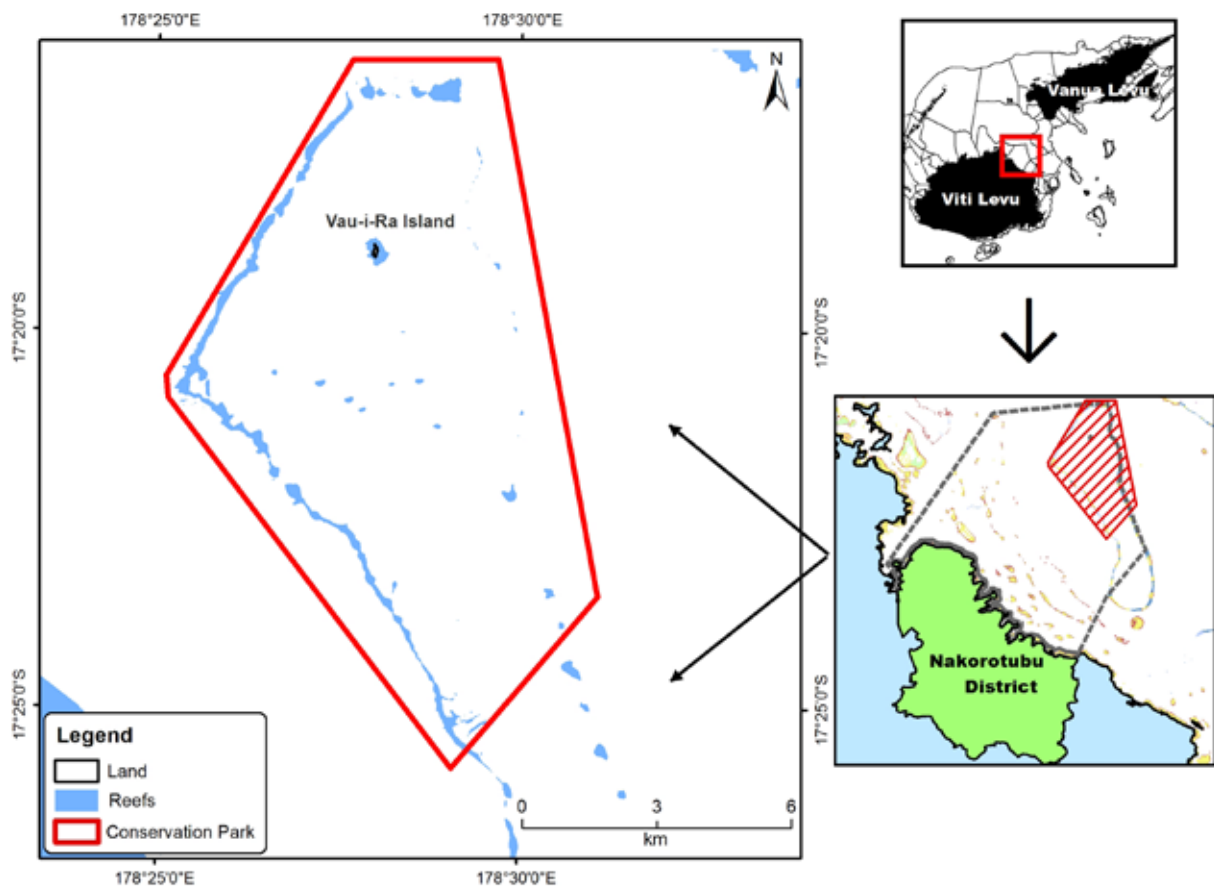 178°25'0"E
178°30'0"E
N
Vau-i-Ra Island
17°20'0"S
17°20'0"S
17°25'0"S
17°25'0"S
Legend
Land
Reefs
Conservation Park
0 3 6
km
178°25'0"E
178°30'0"E
Vanua Levu
Viti Levu
Nakorotubu
District